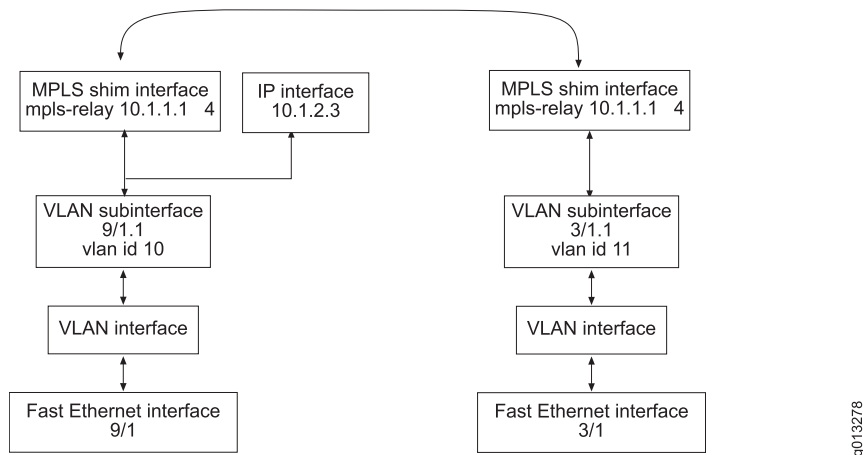 MPLS shim interface
mpls-relay 10.1.1.1 4
IP interface
10.1.2.3
MPLS shim interface
mpls-relay 10.1.1.1 4
VLAN subinterface
9/1.1
vlan id 10
VLAN subinterface
3/1.1
vlan id 11
VLAN interface
VLAN interface
Fast Ethernet interface
9/1
Fast Ethernet interface
3/1
g013278